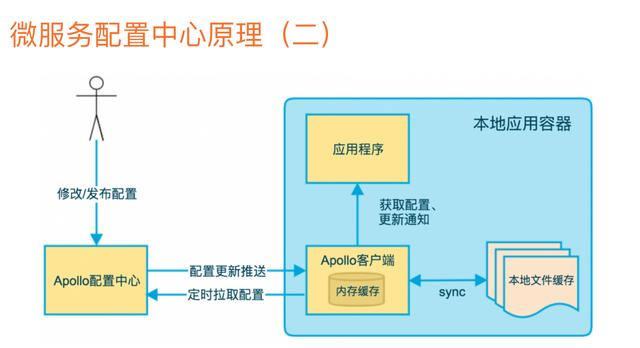 微服务配置中心原理（二）
本地应用容器
应用程序
修改/发布配置
获取配置、
更新通知
Apollo配置中心
配置更新推送
定时拉取配置
Apollo客户端
内存缓存
sync
本地文件缓存